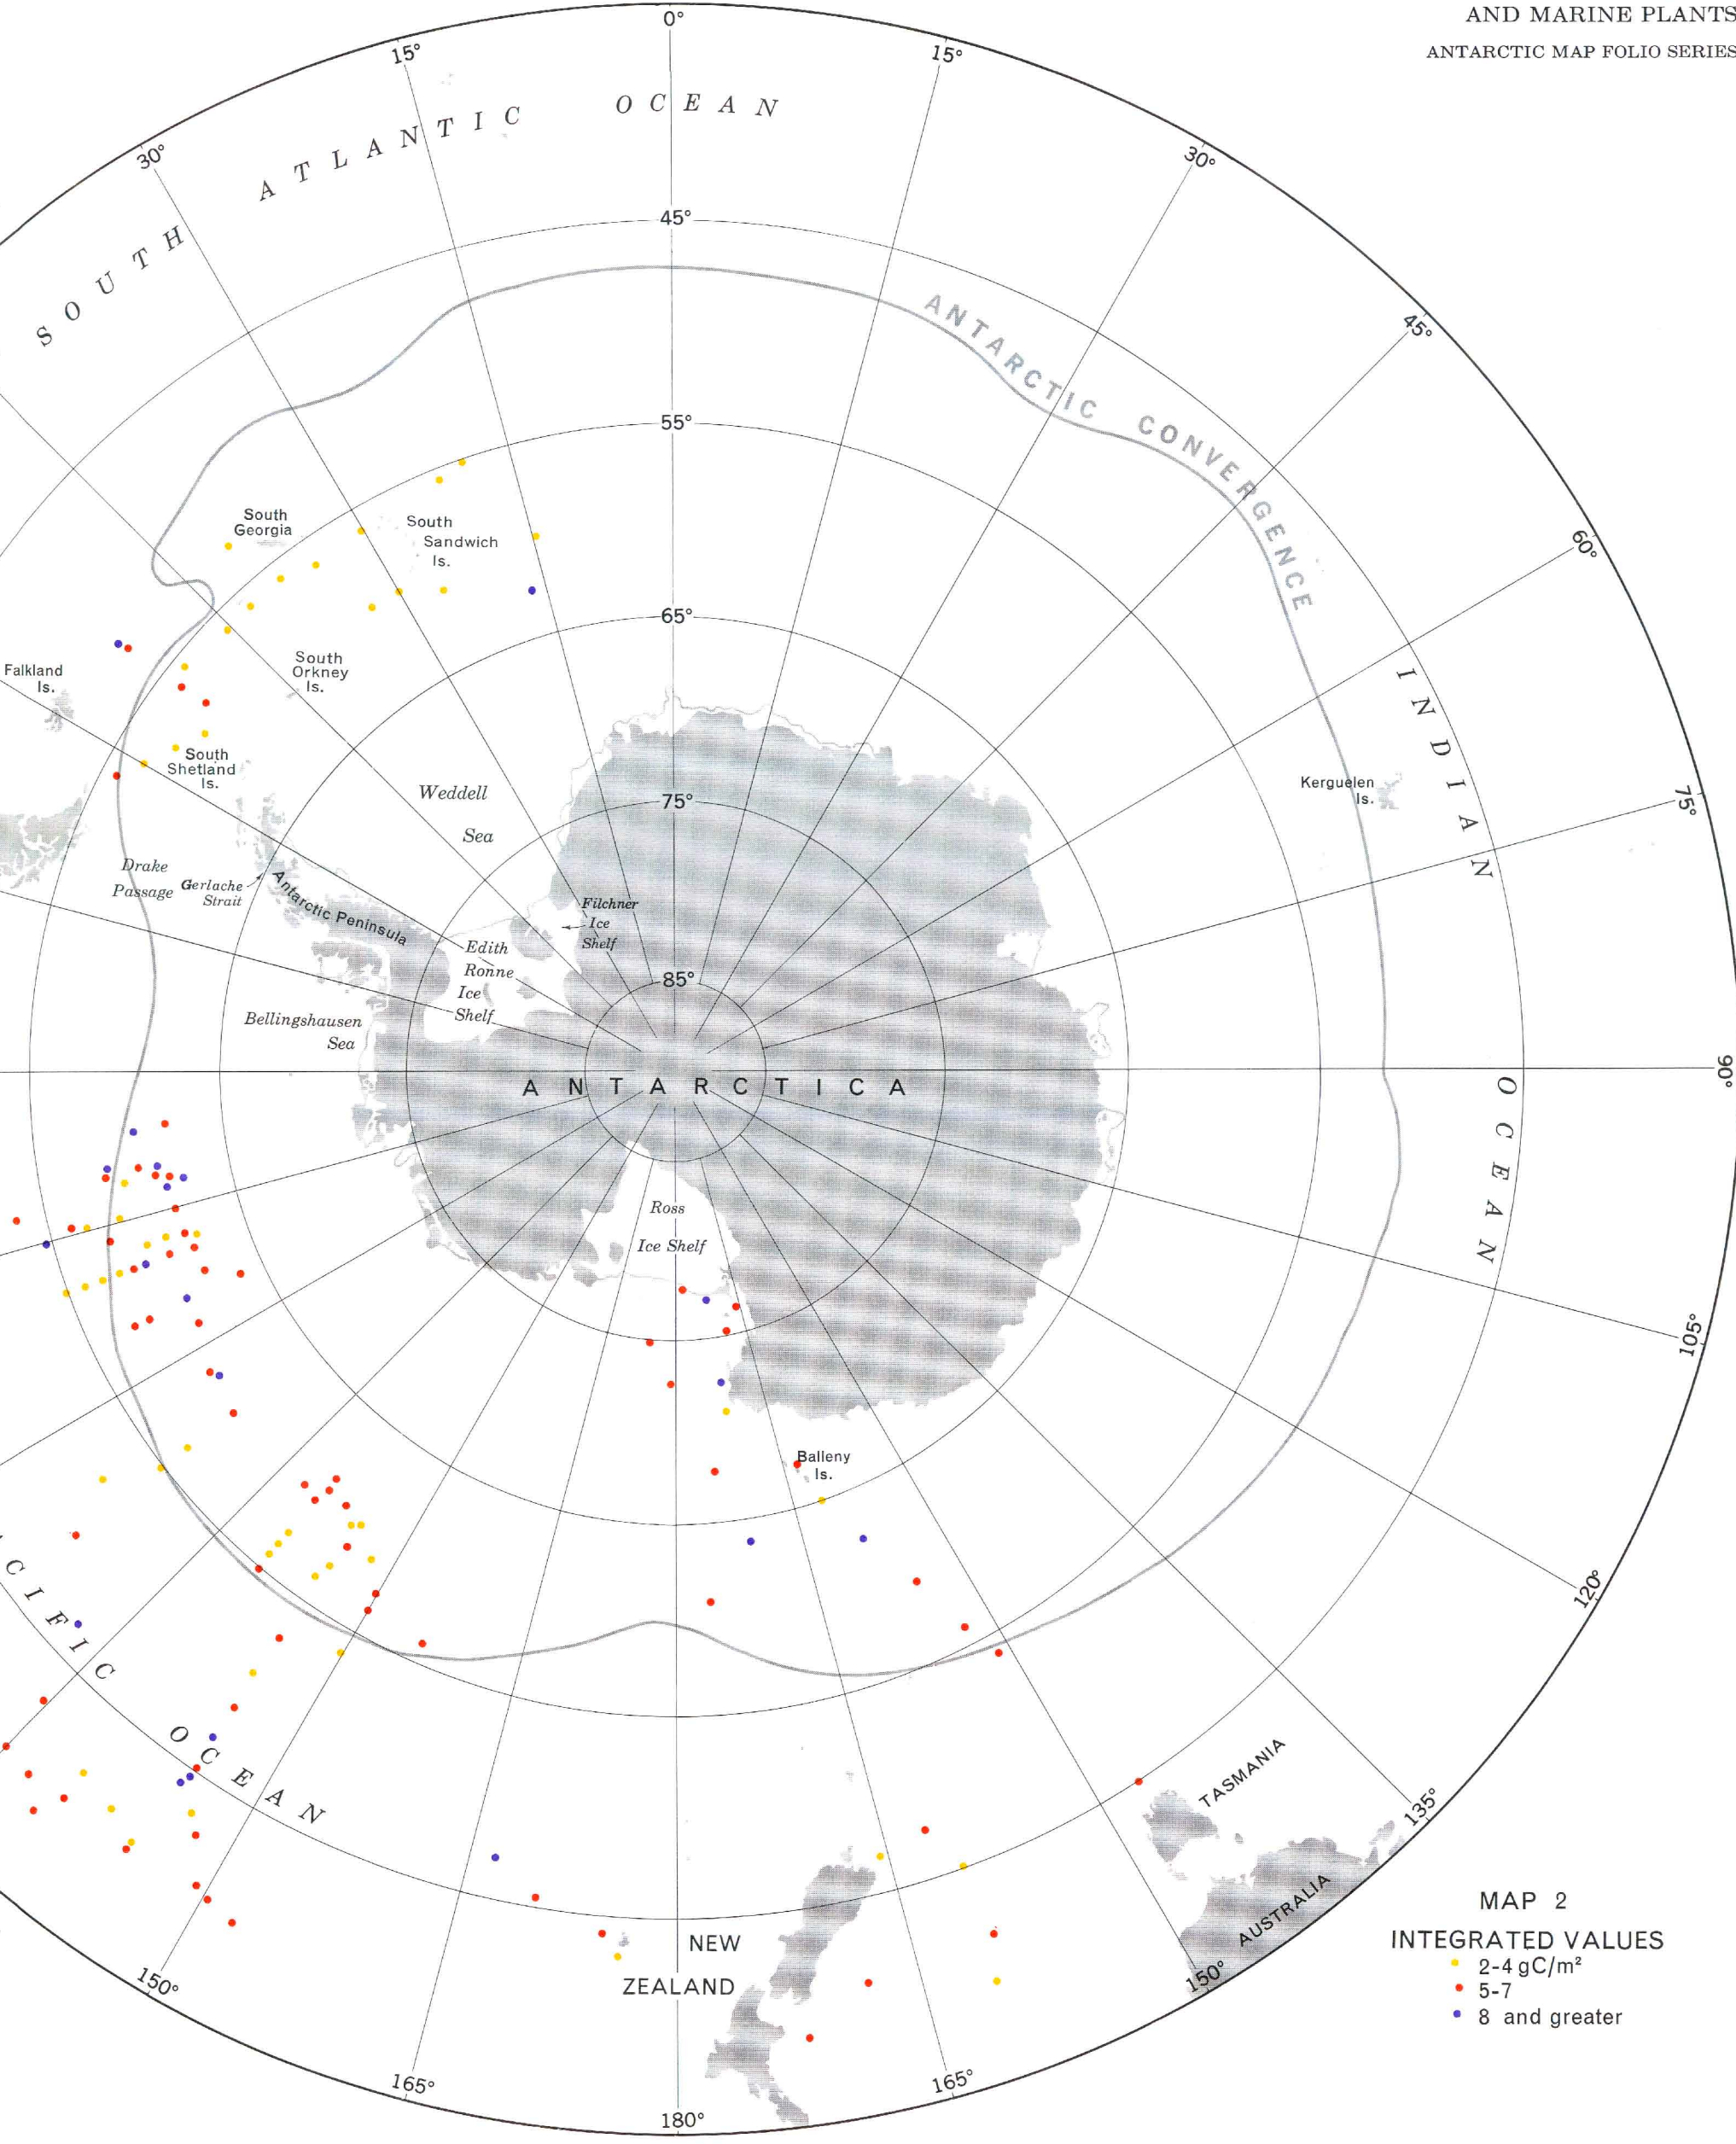 AND MARINE PLANTS
ANTARCTIC MAP FOLIO SERIES
0°
15°
15°
30°
30°
45°
60°
75°
90°
105°
120°
135°
150°
165°
180°
165°
150°
SOUTH ATLANTIC OCEAN
45°
55°
65°
75°
85°
ANTARCTIC CONVERGENCE
INDIAN OCEAN
South
Georgia
South
Sandwich
Is.
South
Orkney
Is.
Falkland
Is.
South
Shetland
Is.
Weddell
Sea
Drake
Passage
Gerlache
Strait
Antarctic Peninsula
Filchner
Ice
Shelf
Edith
Ronne
Ice
Shelf
Bellingshausen
Sea
Kerguelen
Is.
ANTARCTICA
Ross
Ice Shelf
Balleny
Is.
CIFIC OCEAN
TASMANIA
AUSTRALIA
NEW
ZEALAND
MAP 2
INTEGRATED VALUES
2-4 gC/m²
5-7
8 and greater